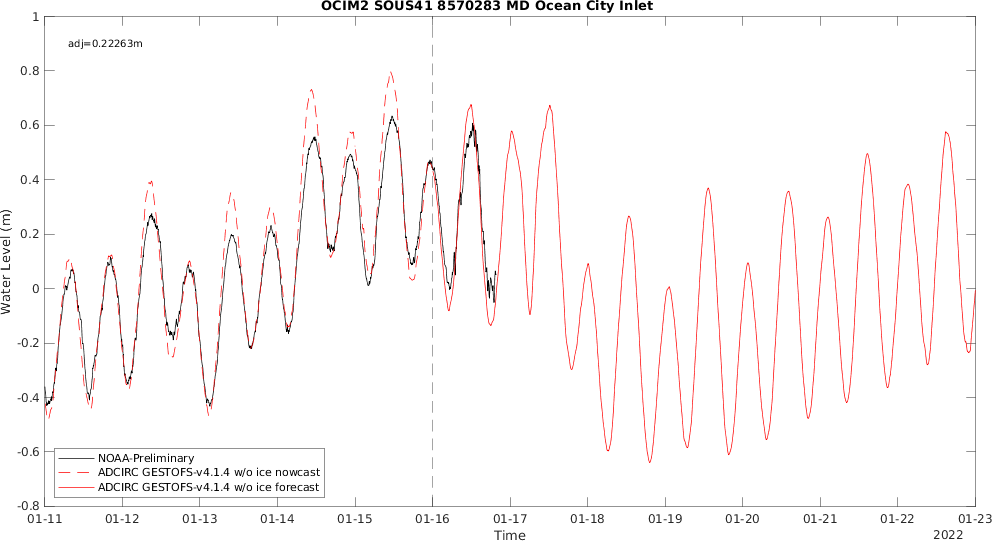 OCIM2 SOUS41 8570283 MD Ocean City Inlet
adj=0.22263m
1
0.8
0.6
0.4
0.2
0
-0.2
-0.4
-0.6
-0.8
Water Level (m)
NOAA-Preliminary
ADCIRC GESTOFS-v4.1.4 w/o ice nowcast
ADCIRC GESTOFS-v4.1.4 w/o ice forecast
01-11 01-12 01-13 01-14 01-15 01-16 01-17 01-18 01-19 01-20 01-21 01-22 01-23
Time
2022